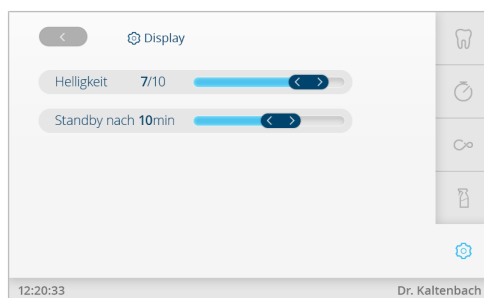 Display
Helligkeit 7/10
Standby nach 10min
12:20:33 Dr. Kaltenbach